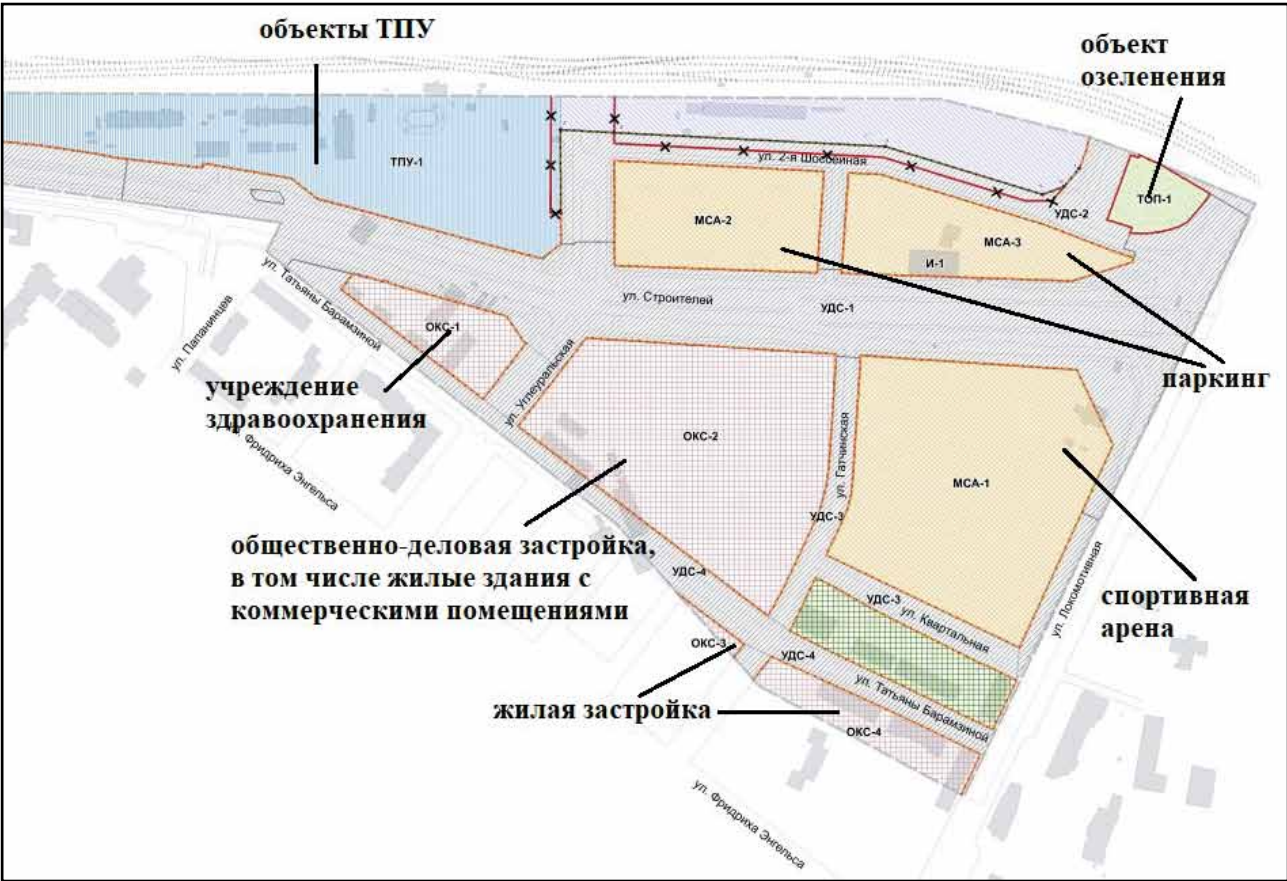 объекты ТПУ
объект
озеленения
ТПУ-1
ул. 2-я Шоссейная
ТОП-1
УДС-2
МСА-2
МСА-3
И-1
ул. Татьяны Барамзиной
ул. Строителей
УДС-1
ул. Папанинцев
ОКС-1
паркинг
учреждение
здравоохранения
ул. Углеуральская
ул. Фридриха Энгельса
ОКС-2
ул. Гатчинская
МСА-1
УДС-3
общественно-деловая застройка,
в том числе жилые здания с
коммерческими помещениями
УДС-4
ул. Локомотивная
спортивная
арена
УДС-3
ул. Квартальная
ОКС-3
УДС-4
ул. Татьяны Барамзиной
жилая застройка
ОКС-4
ул. Фридриха Энгельса